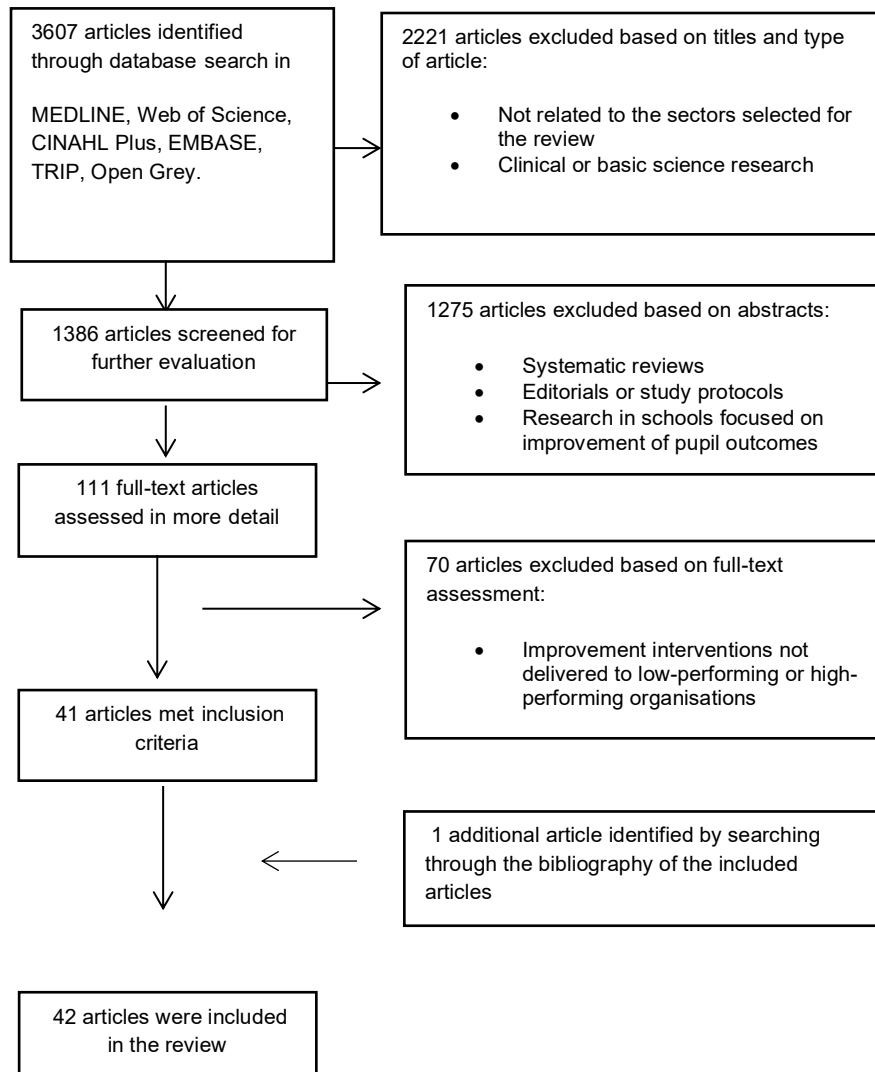 3607 articles identified
through database search in
MEDLINE, Web of Science,
CINAHL Plus, EMBASE,
TRIP, Open Grey.
2221 articles excluded based on titles and type
of article:
• Not related to the sectors selected for
the review
• Clinical or basic science research
1386 articles screened for
further evaluation
1275 articles excluded based on abstracts:
• Systematic reviews
• Editorials or study protocols
• Research in schools focused on
improvement of pupil outcomes
111 full-text articles
assessed in more detail
70 articles excluded based on full-text
assessment:
• Improvement interventions not
delivered to low-performing or high-
performing organisations
41 articles met inclusion
criteria
1 additional article identified by searching
through the bibliography of the included
articles
42 articles were included
in the review